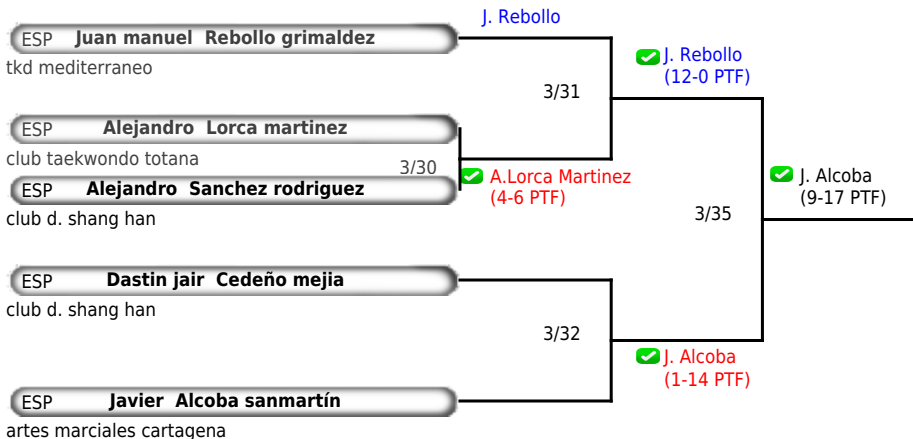 J. Rebollo
ESP Juan manuel Rebollo grimaldez
tkd mediterraneo
J. Rebollo
(12-0 PTF)
3/31
ESP Alejandro Lorca martinez
club taekwondo totana
3/30
A.Lorca Martinez
(4-6 PTF)
ESP Alejandro Sanchez rodriguez
club d. shang han
J. Alcoba
(9-17 PTF)
3/35
ESP Dastin jair Cedeño mejia
club d. shang han
3/32
J. Alcoba
(1-14 PTF)
ESP Javier Alcoba sanmartín
artes marciales cartagena